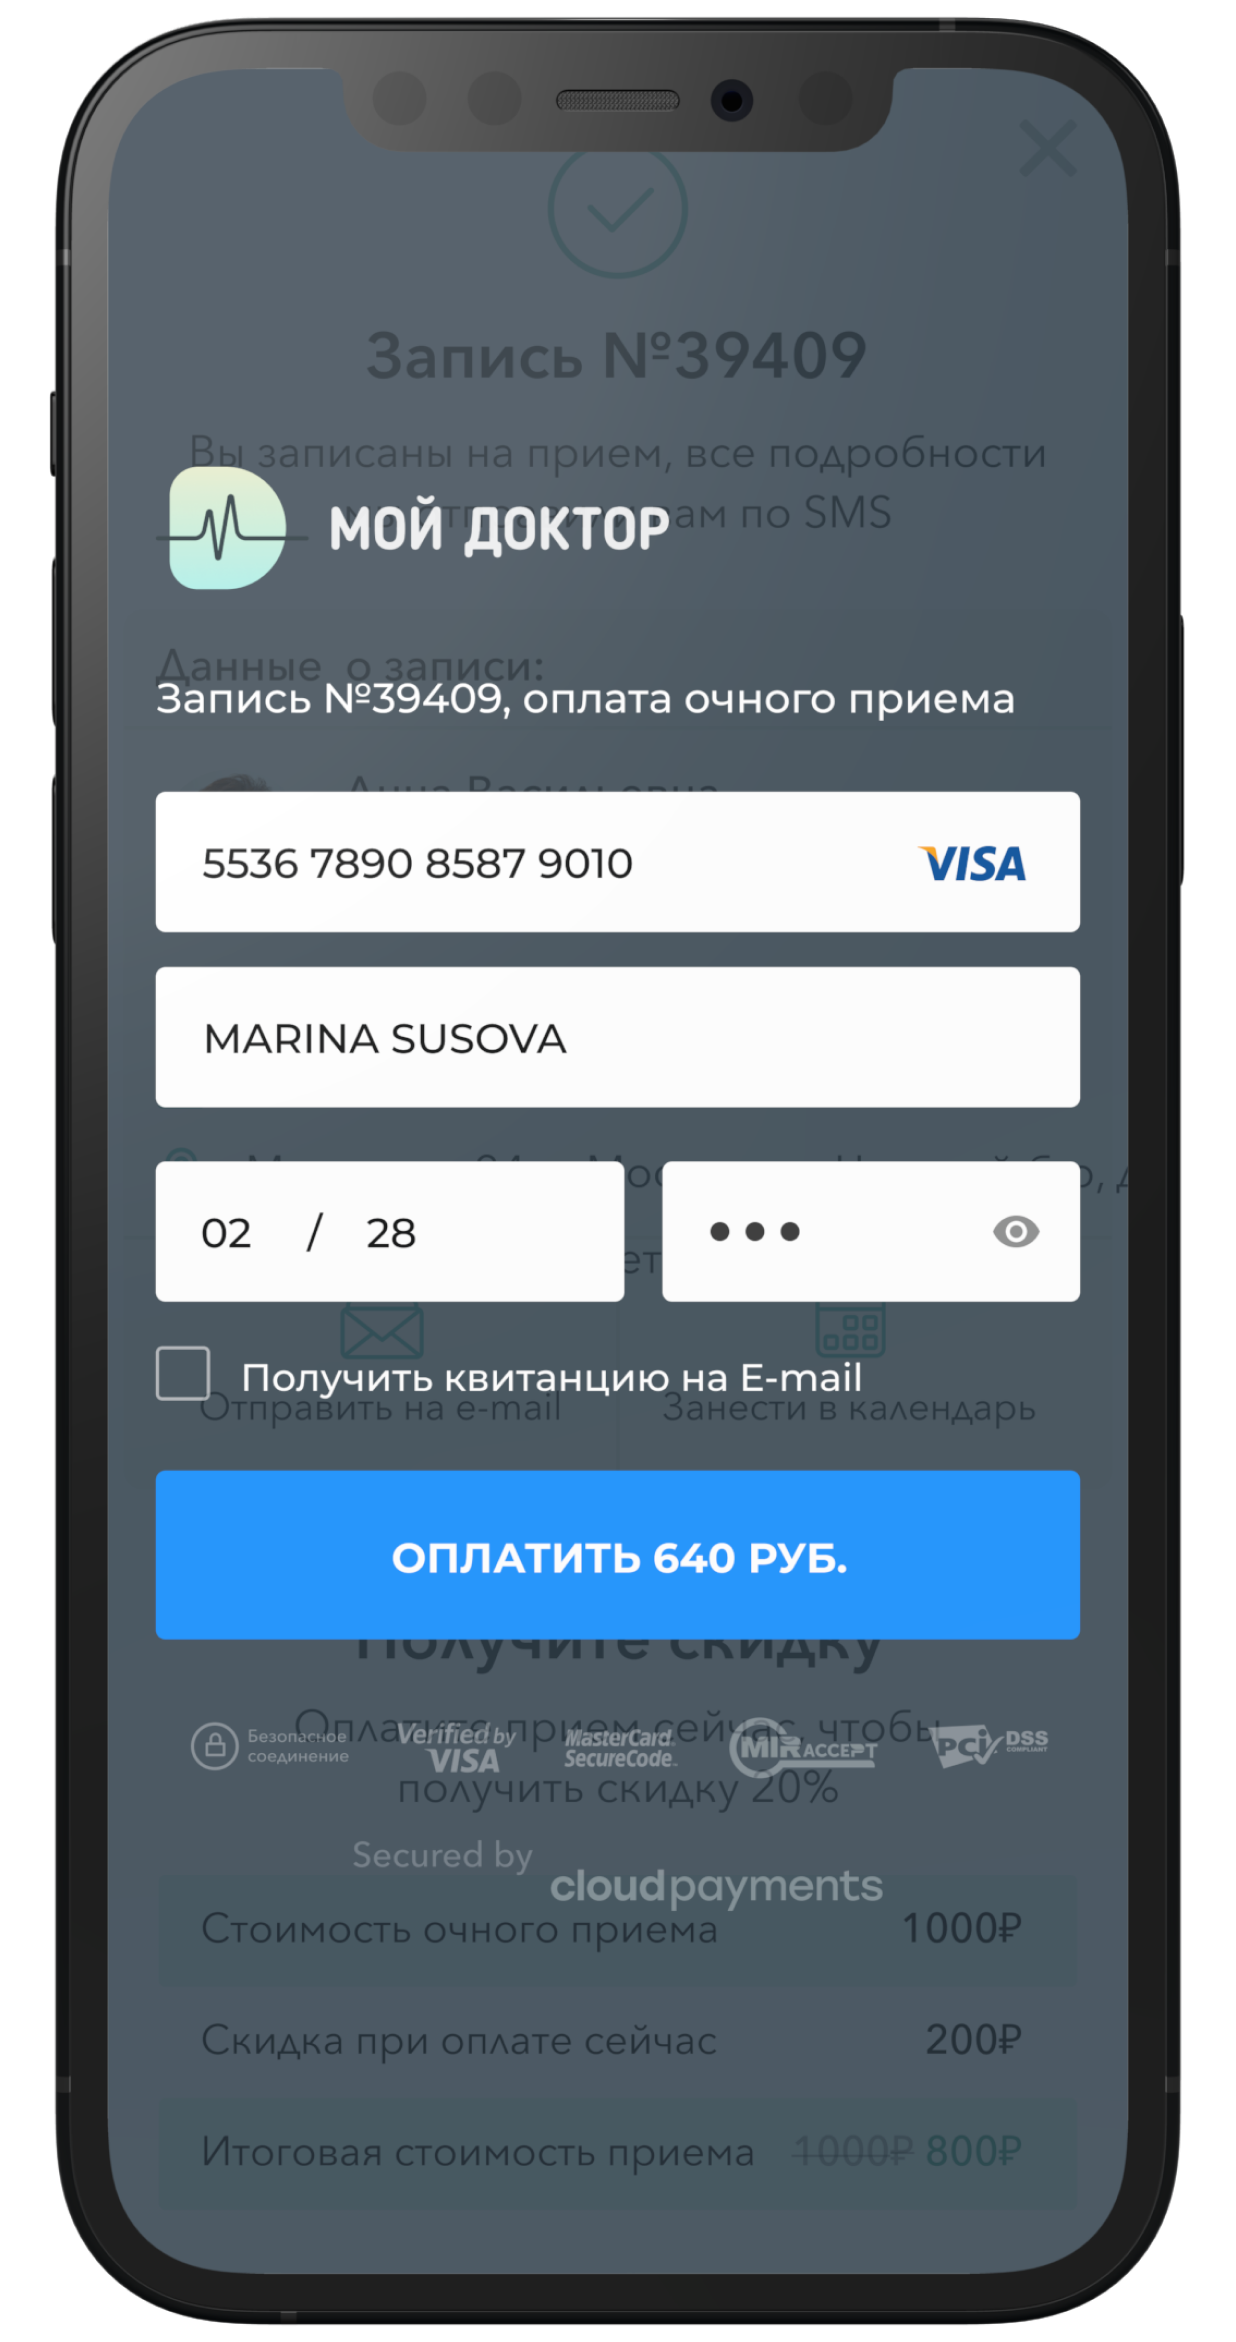 Запись №39409
Вы записаны на прием, все подробности
вам по SMS
МОЙ ДОКТОР
Данные о записи:
Запись №39409, оплата очного приема
Анна Васильевна
5536 7890 8587 9010
VISA
MARINA SUSOVA
02 / 28
Получить квитанцию на E-mail
Отправить на e-mail
Занести в календарь
ОПЛАТИТЬ 640 РУБ.
Получите скидку
Оплатите прием сейчас, чтобы
получить скидку 20%
Безопасное
соединение
Verified by
VISA
MasterCard.
SecureCode.
MIR ACCEPT
PCI DSS
COMPLIANT
Secured by
cloudpayments
Стоимость очного приема 1000₽
Скидка при оплате сейчас 200₽
Итоговая стоимость приема 1000₽ 800₽